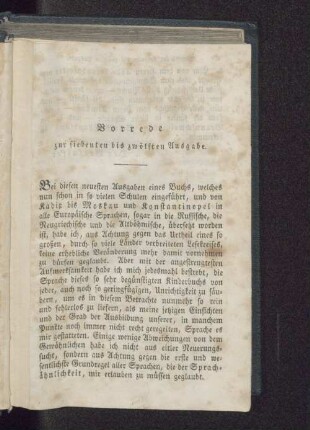 Vorrede
zur siebenten bis zwölften Ausgabe.
Bei diesen neuesten Ausgaben eines Buchs, welches
nun schon in so vielen Schulen eingeführt, und von
Kadiz bis Moskau und Konstantinopel in
alle Europäische Sprachen, sogar in die Russische, die
Neugriechische und die Altböhmische, übersetzt worden
ist, habe ich, aus Achtung gegen das Urtheil eines so
großen, durch so viele Länder verbreiteten Lesekreises,
keine erhebliche Veränderung mehr damit vornehmen
zu dürfen geglaubt. Aber mit der angestrengtesten
Aufmerksamkeit habe ich mich jedesmahl bestrebt, die
Sprache dieses so sehr begünstigten Kinderbuchs von
jeder, auch noch so geringfügigen, Unrichtigkeit zu säu-
bern, um es in diesem Betrachte nunmehr so rein
und fehlerlos zu liefern, als meine jetzigen Einsichten
und der Grad der Ausbildung unserer, in manchem
Punkte noch immer nicht recht geregelten, Sprache es
mir gestatteten. Einige wenige Abweichungen von dem
Gewöhnlichen habe ich nicht aus eitler Neuerungs-
sucht, sondern aus Achtung gegen die erste und we-
sentlichste Grundregel aller Sprachen, die der Sprach-
ähnlichkeit, mir erlauben zu müssen geglaubt.